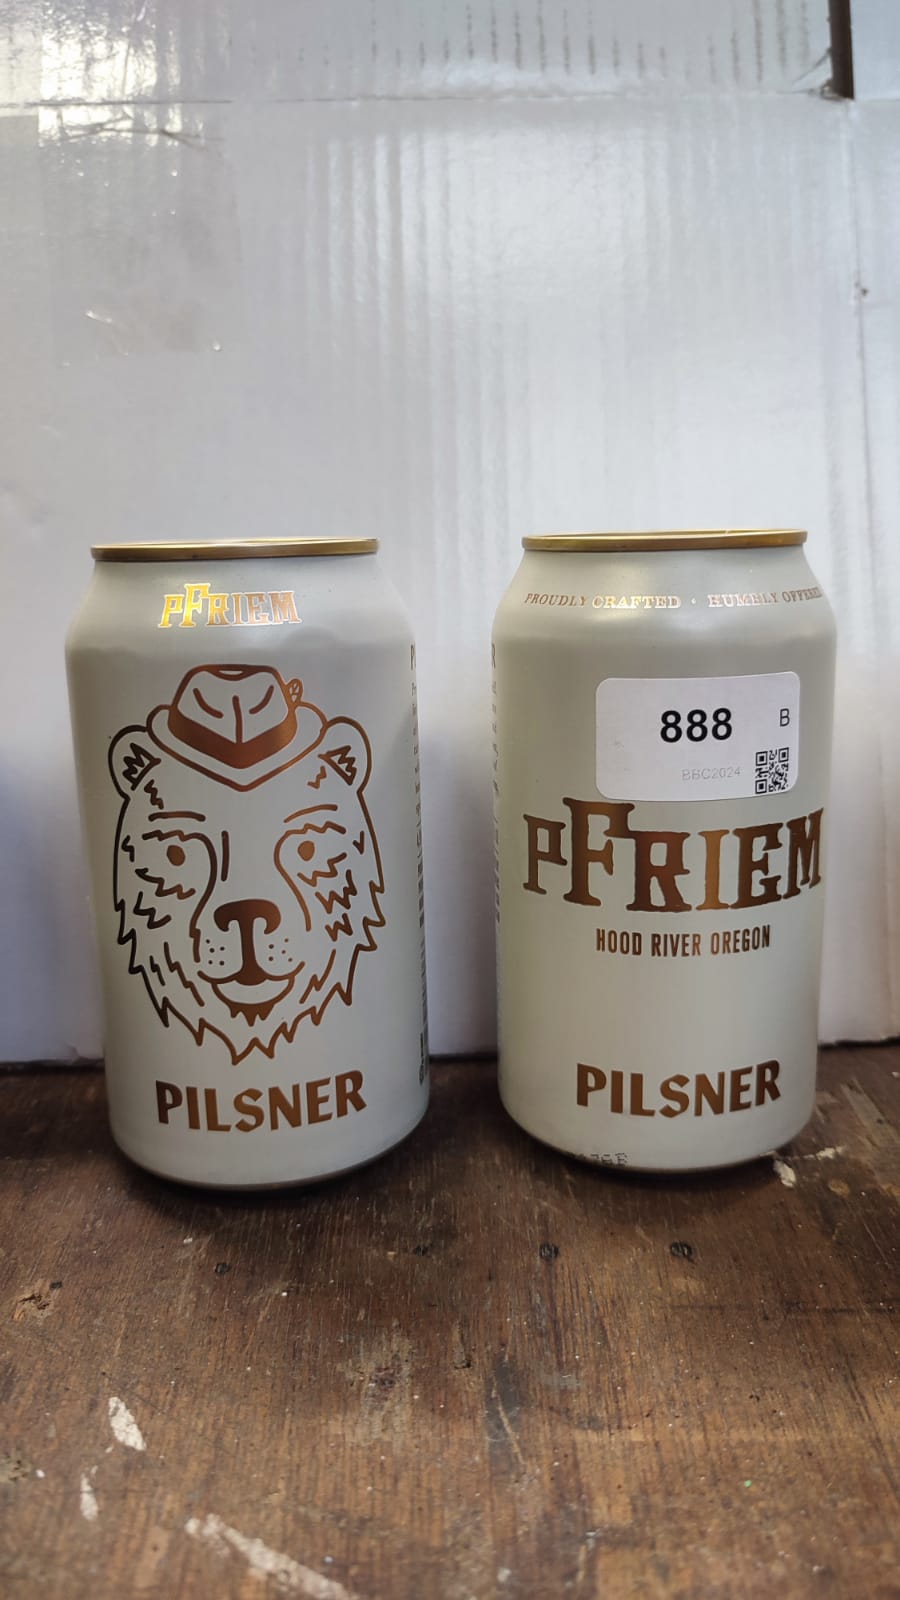 PFRIEM
PILSNER
PROUDLY CRAFTED · HUMBLY OFFERED
888 B
BBC2024
PFRIEM
HOOD RIVER OREGON
PILSNER